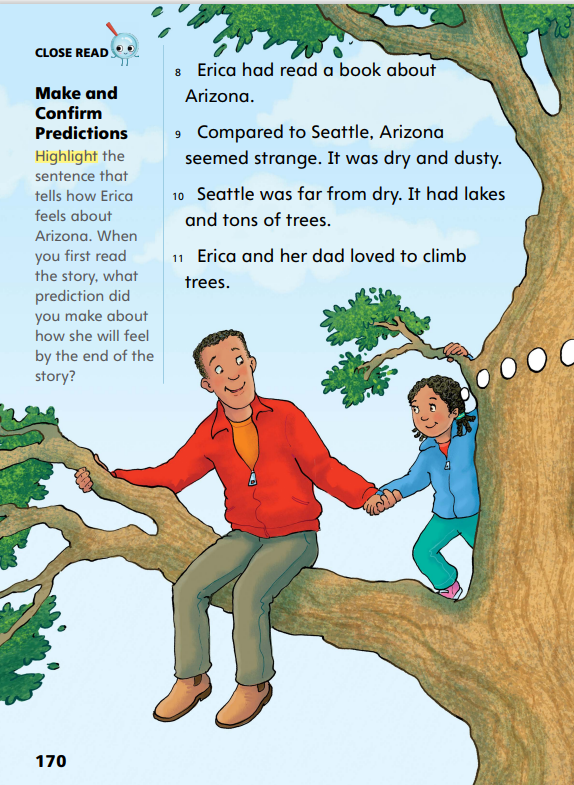 CLOSE READ
Make and
Confirm
Predictions
Highlight the
sentence that
tells how Erica
feels about
Arizona. When
you first read
the story, what
prediction did
you make about
how she will feel
by the end of the
story?
8 Erica had read a book about
Arizona.
9 Compared to Seattle, Arizona
seemed strange. It was dry and dusty.
10 Seattle was far from dry. It had lakes
and tons of trees.
11 Erica and her dad loved to climb
trees.
170